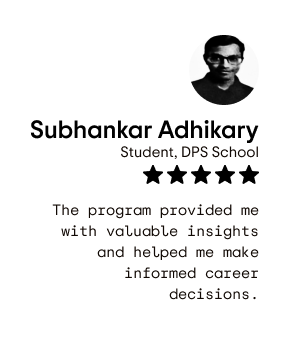 Subhankar Adhikary
Student, DPS School
The program provided me
with valuable insights
and helped me make
informed career
decisions.